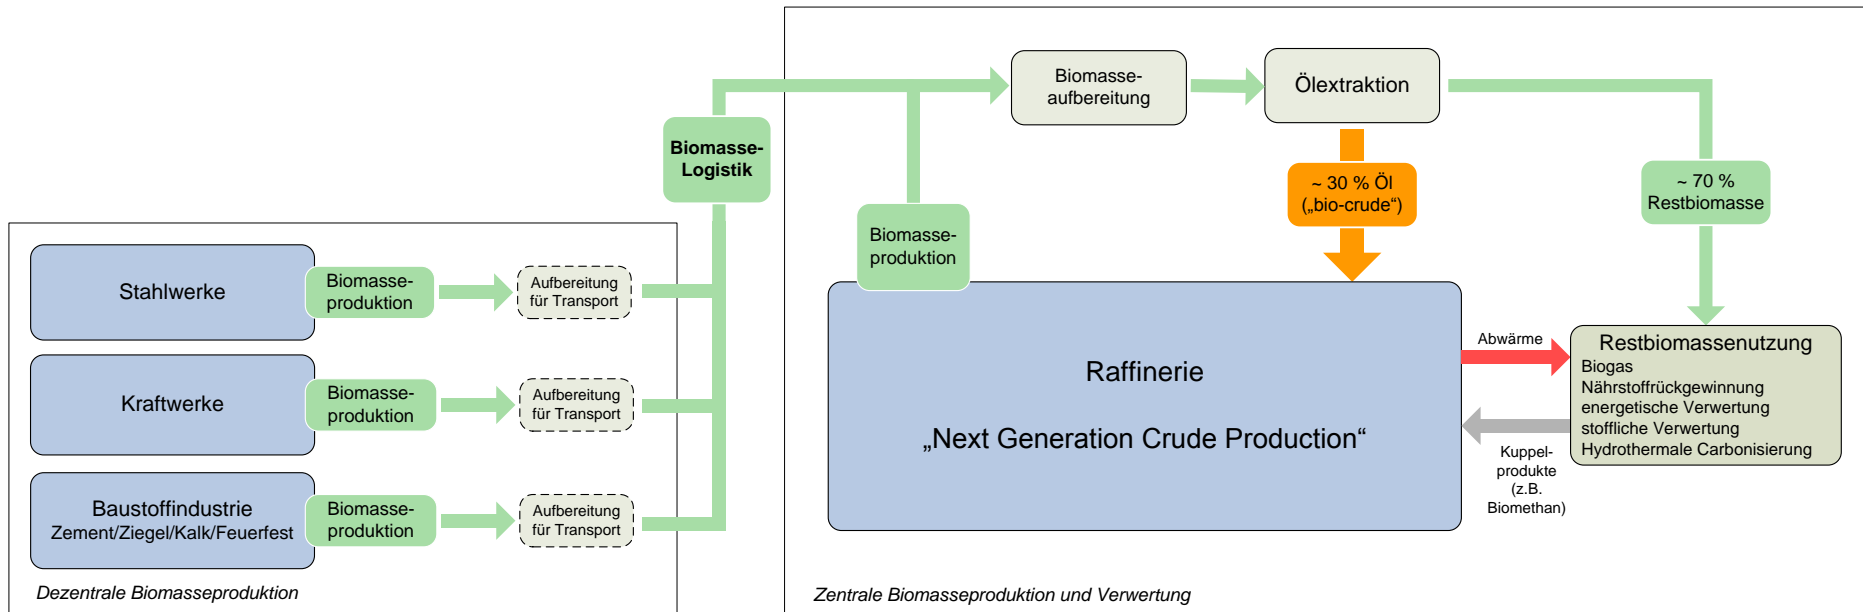 Stahlwerke
Biomasse-
produktion
Aufbereitung
für Transport
Kraftwerke
Biomasse-
produktion
Aufbereitung
für Transport
Baustoffindustrie
Zement/Ziegel/Kalk/Feuerfest
Biomasse-
produktion
Aufbereitung
für Transport
Dezentrale Biomasseproduktion
Biomasse-
Logistik
Biomasse-
produktion
Biomasse-
aufbereitung
Ölextraktion
~ 30 % Öl
(„bio-crude“)
~ 70 %
Restbiomasse
Raffinerie
„Next Generation Crude Production“
Abwärme
Kuppel-
produkte
(z.B.
Biomethan)
Restbiomassenutzung
Biogas
Nährstoffrückgewinnung
energetische Verwertung
stoffliche Verwertung
Hydrothermale Carbonisierung
Zentrale Biomasseproduktion und Verwertung